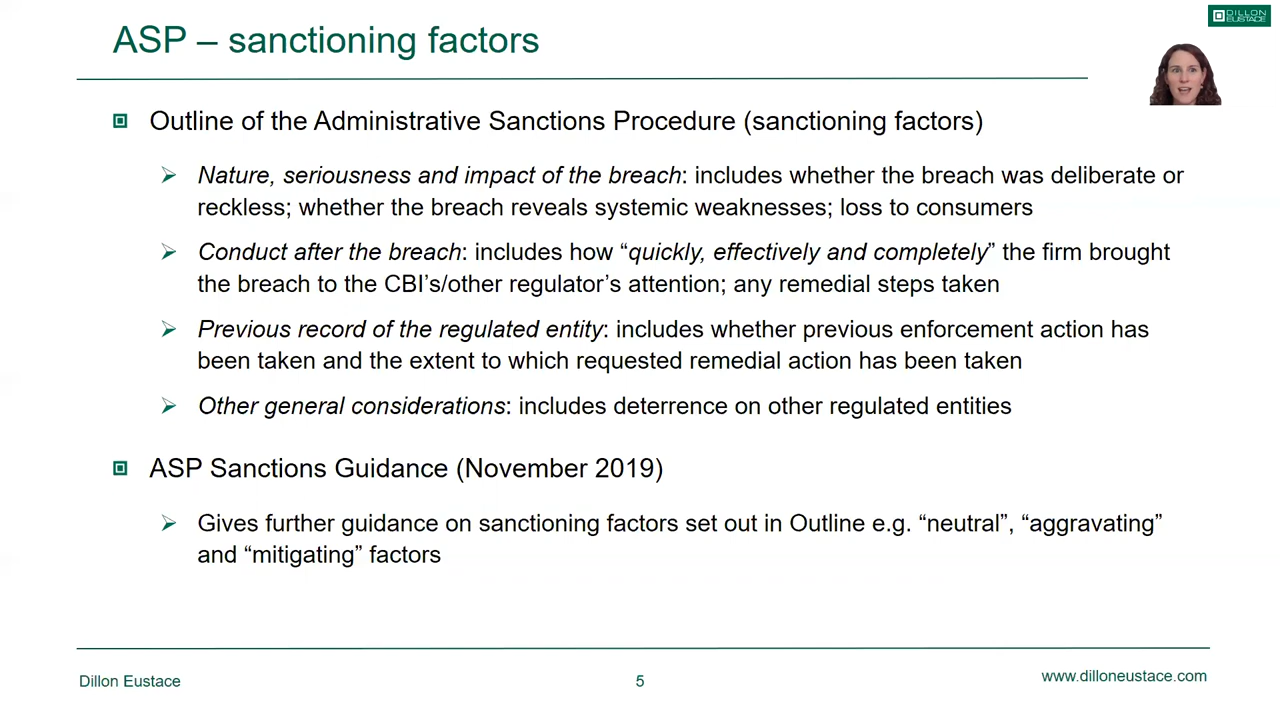 DILLON
EUSTACE
ASP – sanctioning factors
Outline of the Administrative Sanctions Procedure (sanctioning factors)
Nature, seriousness and impact of the breach: includes whether the breach was deliberate or
reckless; whether the breach reveals systemic weaknesses; loss to consumers
Conduct after the breach: includes how “quickly, effectively and completely” the firm brought
the breach to the CBI’s/other regulator’s attention; any remedial steps taken
Previous record of the regulated entity: includes whether previous enforcement action has
been taken and the extent to which requested remedial action has been taken
Other general considerations: includes deterrence on other regulated entities
ASP Sanctions Guidance (November 2019)
Gives further guidance on sanctioning factors set out in Outline e.g. “neutral”, “aggravating”
and “mitigating” factors
Dillon Eustace
5
www.dilloneustace.com